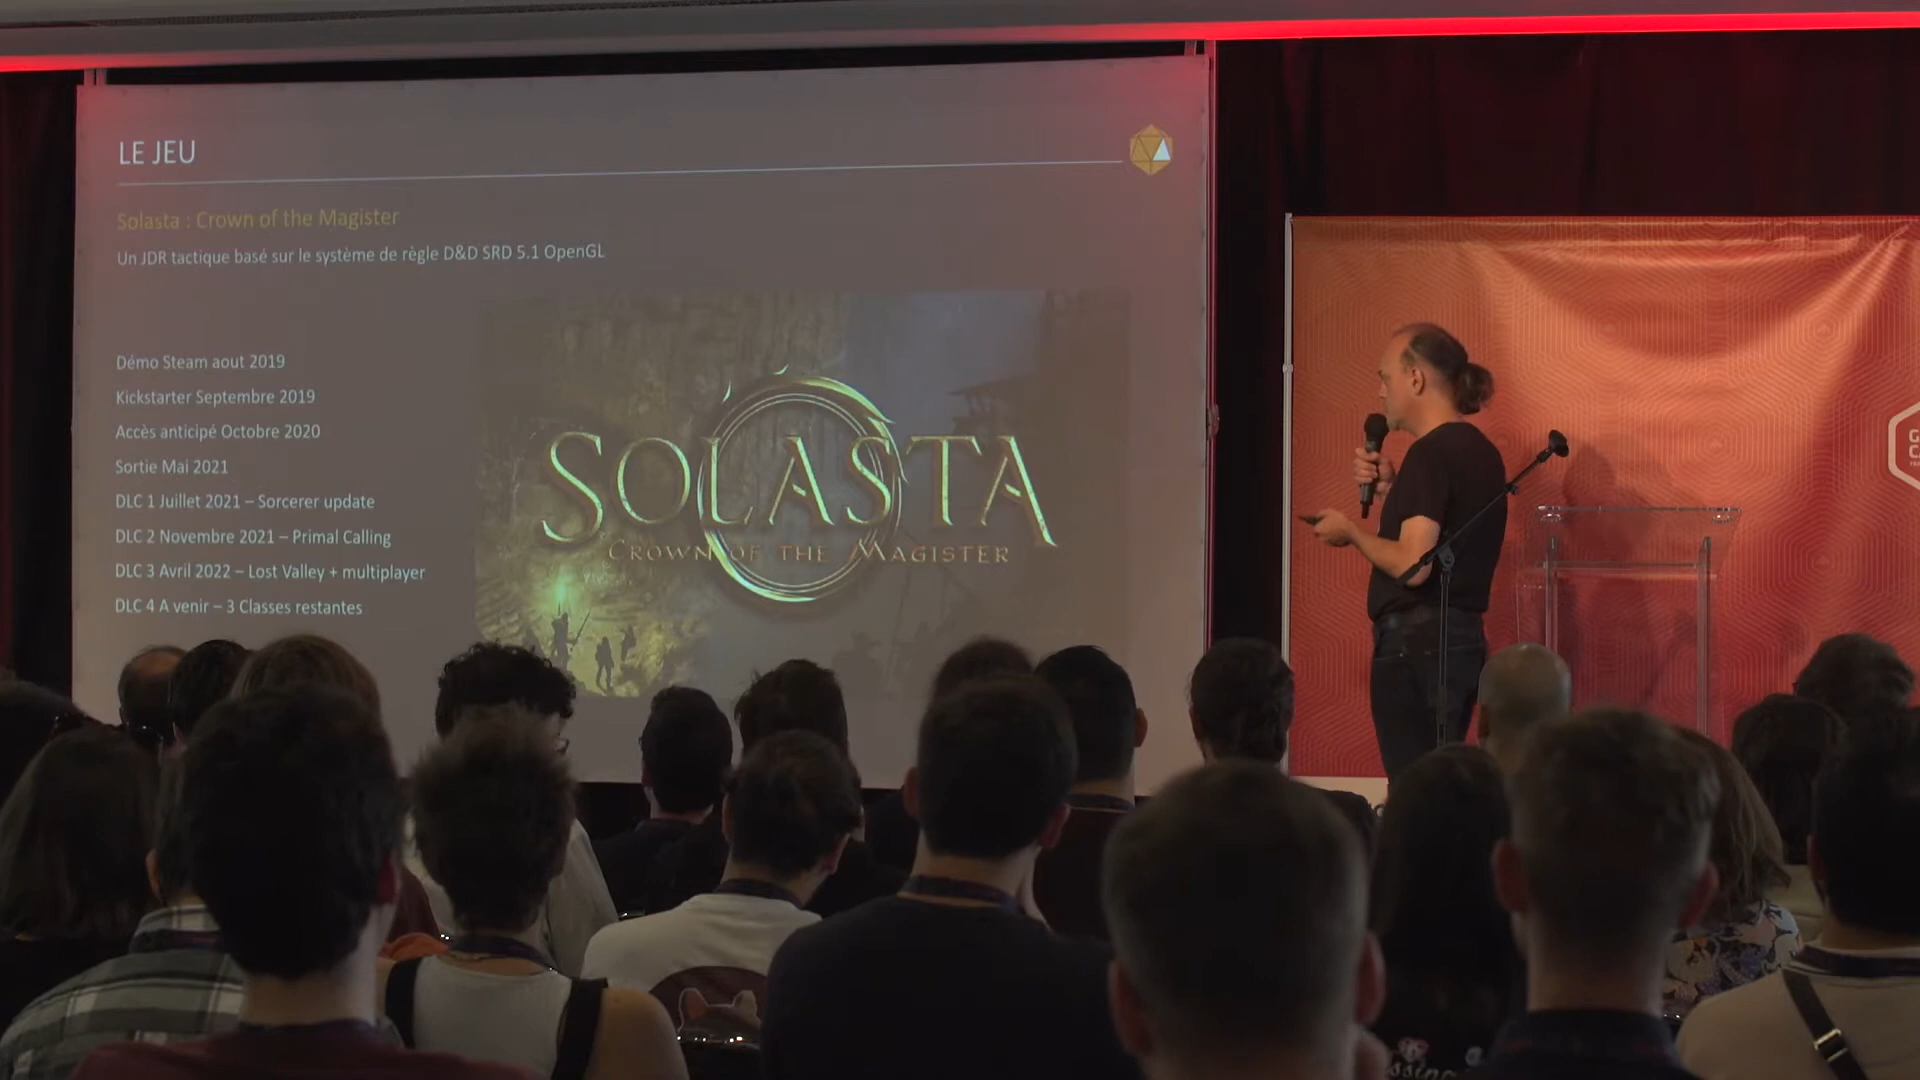 LE JEU
Solasta : Crown of the Magister
Un JDR tactique basé sur le système de règle D&D SRD 5.1 OpenGL
Démo Steam aout 2019
Kickstarter Septembre 2019
Accès anticipé Octobre 2020
Sortie Mai 2021
DLC 1 Juillet 2021 – Sorcerer update
DLC 2 Novembre 2021 – Primal Calling
DLC 3 Avril 2022 – Lost Valley + multiplayer
DLC 4 A venir – 3 Classes restantes
SOLASTA
CROWN OF THE MAGISTER